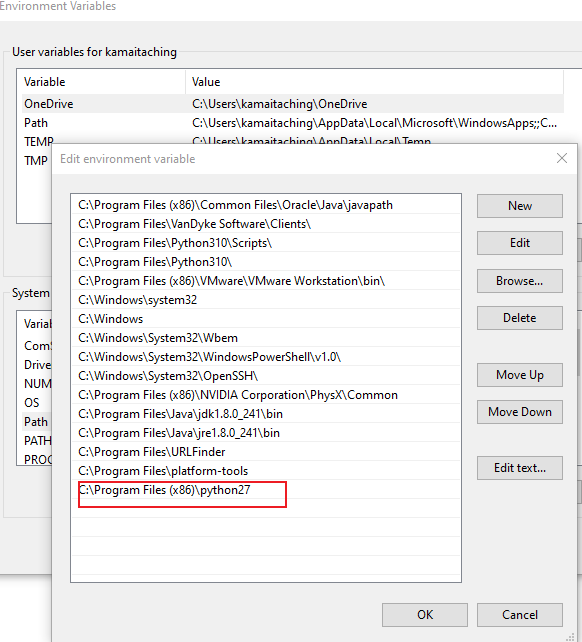 Environment Variables
User variables for kamaitaching
Variable Value
OneDrive C:\Users\kamaitaching\OneDrive
Path C:\Users\kamaitaching\AppData\Local\Microsoft\WindowsApps;;C...
TEMP C:\Users\kamaitaching\AppData\Local\Temp
TMP
Edit environment variable
C:\Program Files (x86)\Common Files\Oracle\Java\javapath
C:\Program Files\VanDyke Software\Clients\
C:\Program Files\Python310\Scripts\
C:\Program Files\Python310\
C:\Program Files (x86)\VMware\VMware Workstation\bin\
C:\Windows\system32
C:\Windows
C:\Windows\System32\Wbem
C:\Windows\System32\WindowsPowerShell\v1.0\
C:\Windows\System32\OpenSSH\
C:\Program Files (x86)\NVIDIA Corporation\PhysX\Common
C:\Program Files\Java\jdk1.8.0_241\bin
C:\Program Files\Java\jre1.8.0_241\bin
C:\Program Files\URLFinder
C:\Program Files\platform-tools
C:\Program Files (x86)\python27
New
Edit
Browse...
Delete
Move Up
Move Down
Edit text...
OK
Cancel
System
Variab
ComS
Drive
NUM
OS
Path
PATH
PROC